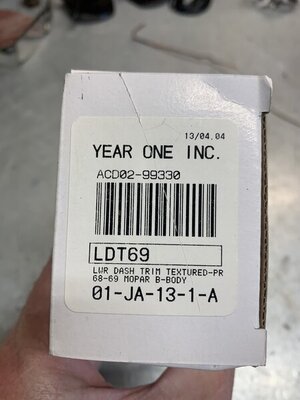 13/04.04
YEAR ONE INC.
ACD02-99330
LDT69
LWR DASH TRIM TEXTURED-PR
68-69 MOPAR B-BODY
01-JA-13-1-A